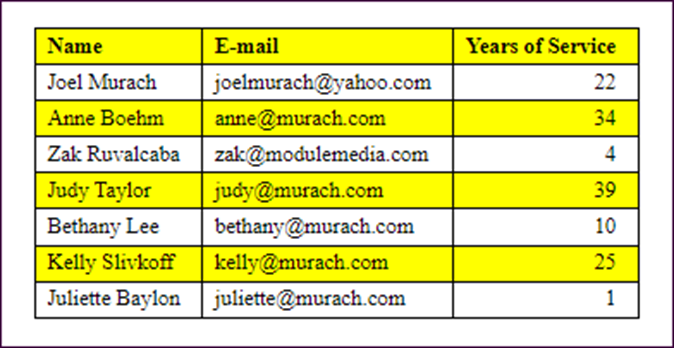 Name E-mail Years of Service
Joel Murach joelmurach@yahoo.com 22
Anne Boehm anne@murach.com 34
Zak Ruvalcaba zak@modulemedia.com 4
Judy Taylor judy@murach.com 39
Bethany Lee bethany@murach.com 10
Kelly Slivkoff kelly@murach.com 25
Juliette Baylon juliette@murach.com 1